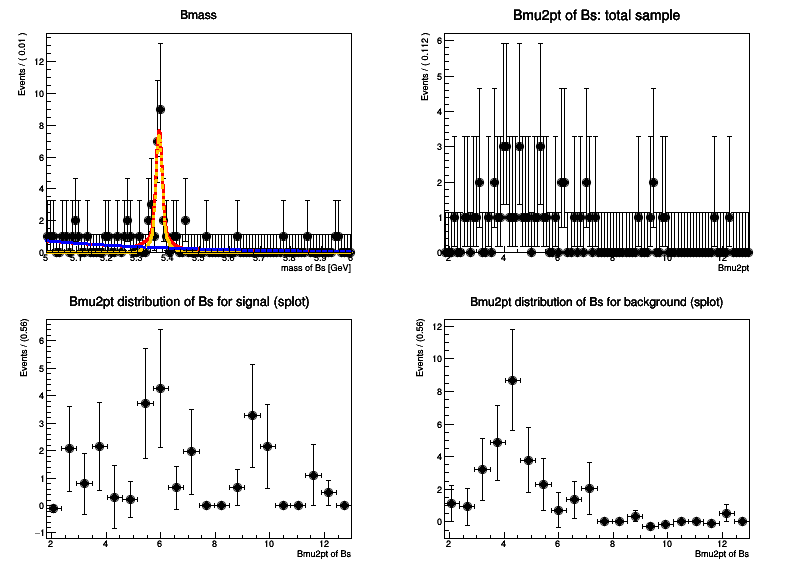 Bmass
Events / ( 0.01 )
12
10
8
6
4
2
0
5 5.1 5.2 5.3 5.4 5.5 5.6 5.7 5.8 5.9 6
mass of Bs [GeV]
Bmu2pt of Bs: total sample
Events / ( 0.112 )
6
5
4
3
2
1
0
2 4 6 8 10 12
Bmu2pt
Bmu2pt distribution of Bs for signal (splot)
Events / (0.56)
6
5
4
3
2
1
0
−1
2 4 6 8 10 12
Bmu2pt of Bs
Bmu2pt distribution of Bs for background (splot)
Events / (0.56)
12
10
8
6
4
2
0
2 4 6 8 10 12
Bmu2pt of Bs